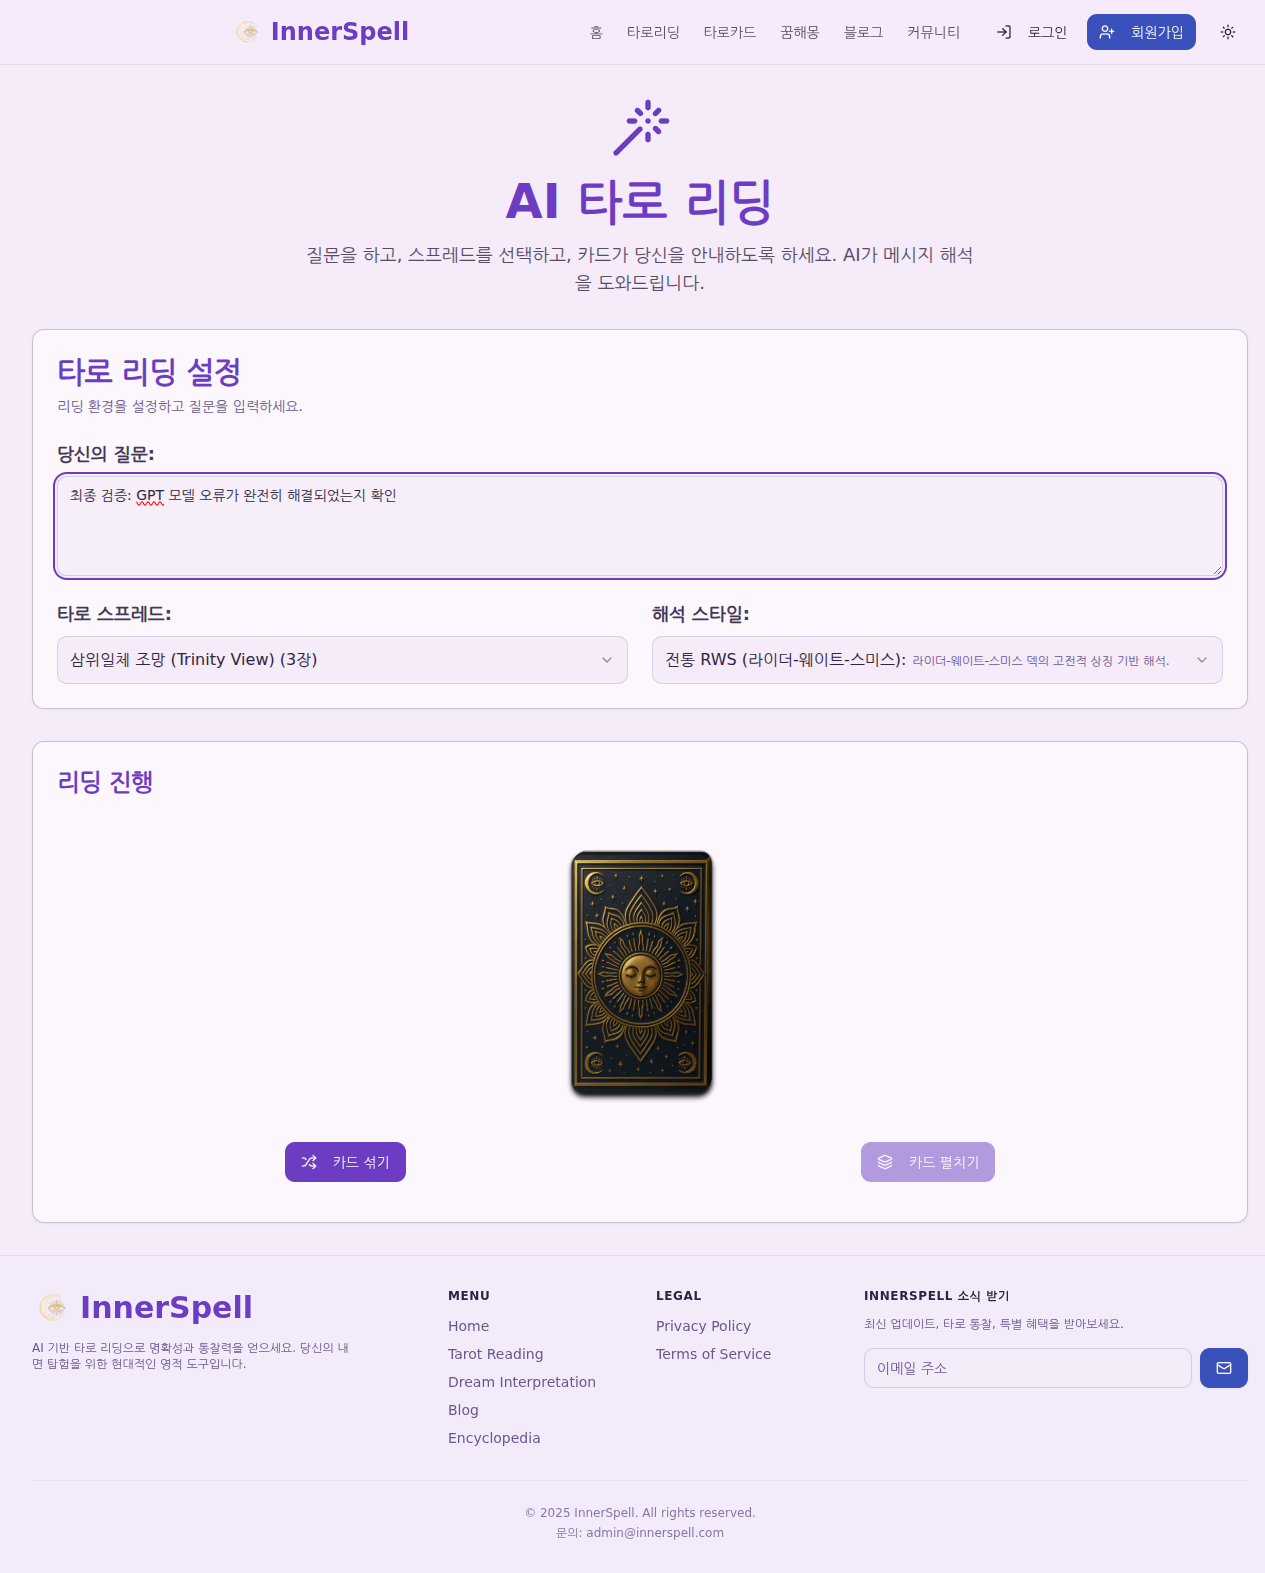 InnerSpell
홈
타로리딩
타로카드
꿈해몽
블로그
커뮤니티
로그인
회원가입
AI 타로 리딩
질문을 하고, 스프레드를 선택하고, 카드가 당신을 안내하도록 하세요. AI가 메시지 해석
을 도와드립니다.
타로 리딩 설정
리딩 환경을 설정하고 질문을 입력하세요.
당신의 질문:
최종 검증: GPT 모델 오류가 완전히 해결되었는지 확인
타로 스프레드:
해석 스타일:
삼위일체 조망 (Trinity View) (3장)
전통 RWS (라이더-웨이트-스미스): 라이더-웨이트-스미스 덱의 고전적 상징 기반 해석.
리딩 진행
카드 섞기
카드 펼치기
InnerSpell
AI 기반 타로 리딩으로 명확성과 통찰력을 얻으세요. 당신의 내
면 탐험을 위한 현대적인 영적 도구입니다.
MENU
Home
Tarot Reading
Dream Interpretation
Blog
Encyclopedia
LEGAL
Privacy Policy
Terms of Service
INNERSPELL 소식 받기
최신 업데이트, 타로 통찰, 특별 혜택을 받아보세요.
이메일 주소
© 2025 InnerSpell. All rights reserved.
문의: admin@innerspell.com